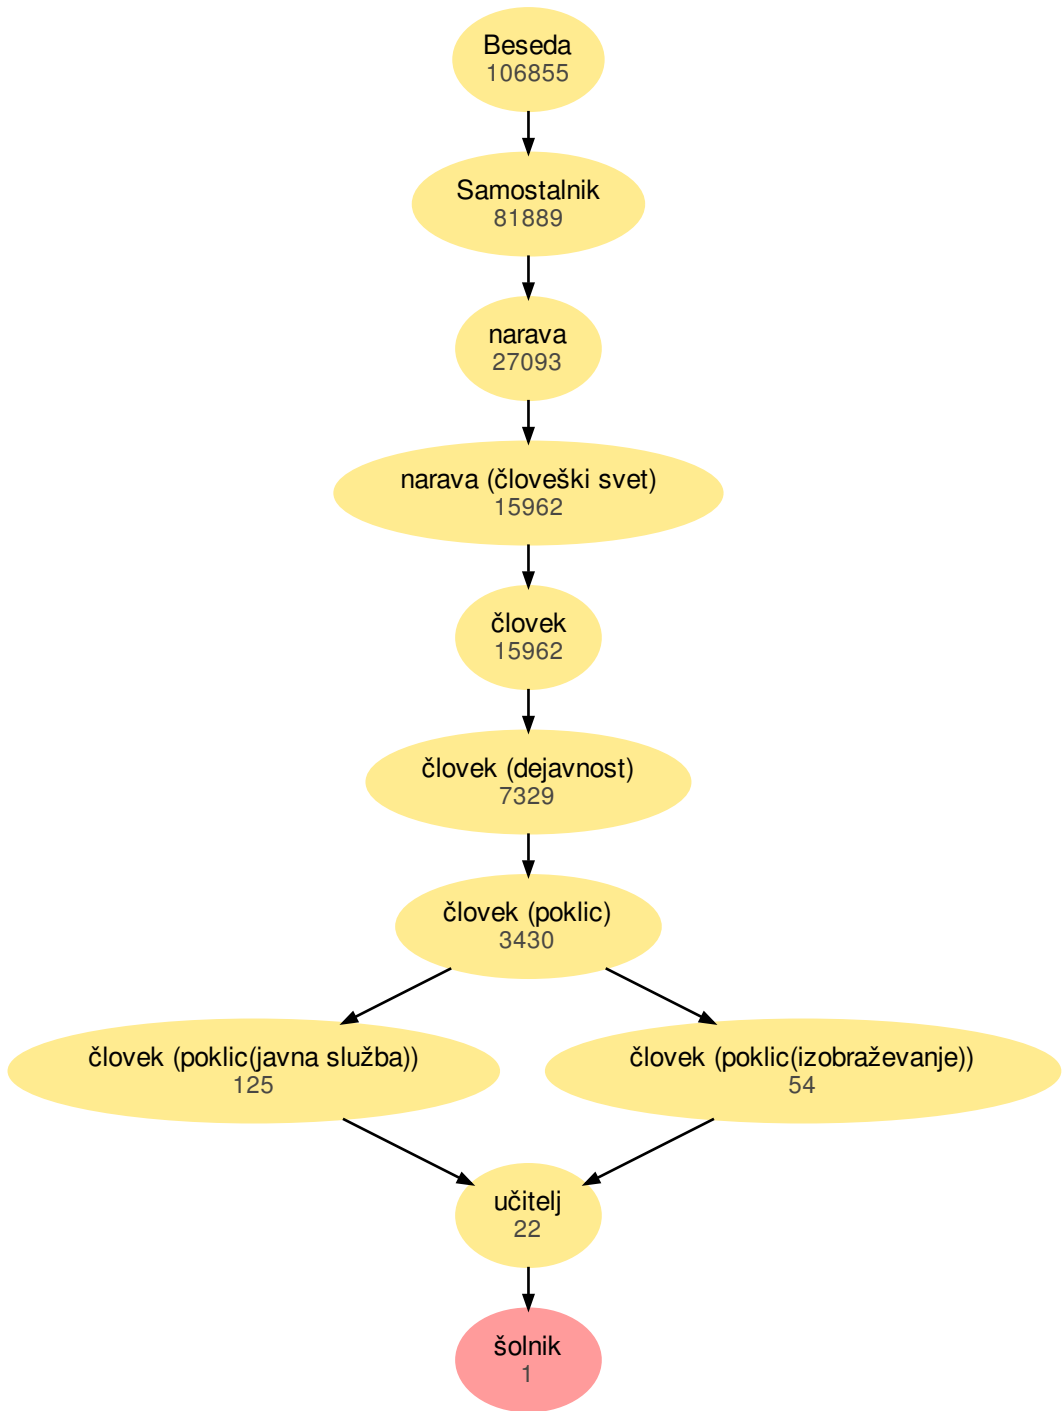 Beseda
106855
Samostalnik
81889
narava
27093
narava (človeški svet)
15962
človek
15962
človek (dejavnost)
7329
človek (poklic)
3430
človek (poklic(javna služba))
125
človek (poklic(izobraževanje))
54
učitelj
22
šolnik
1